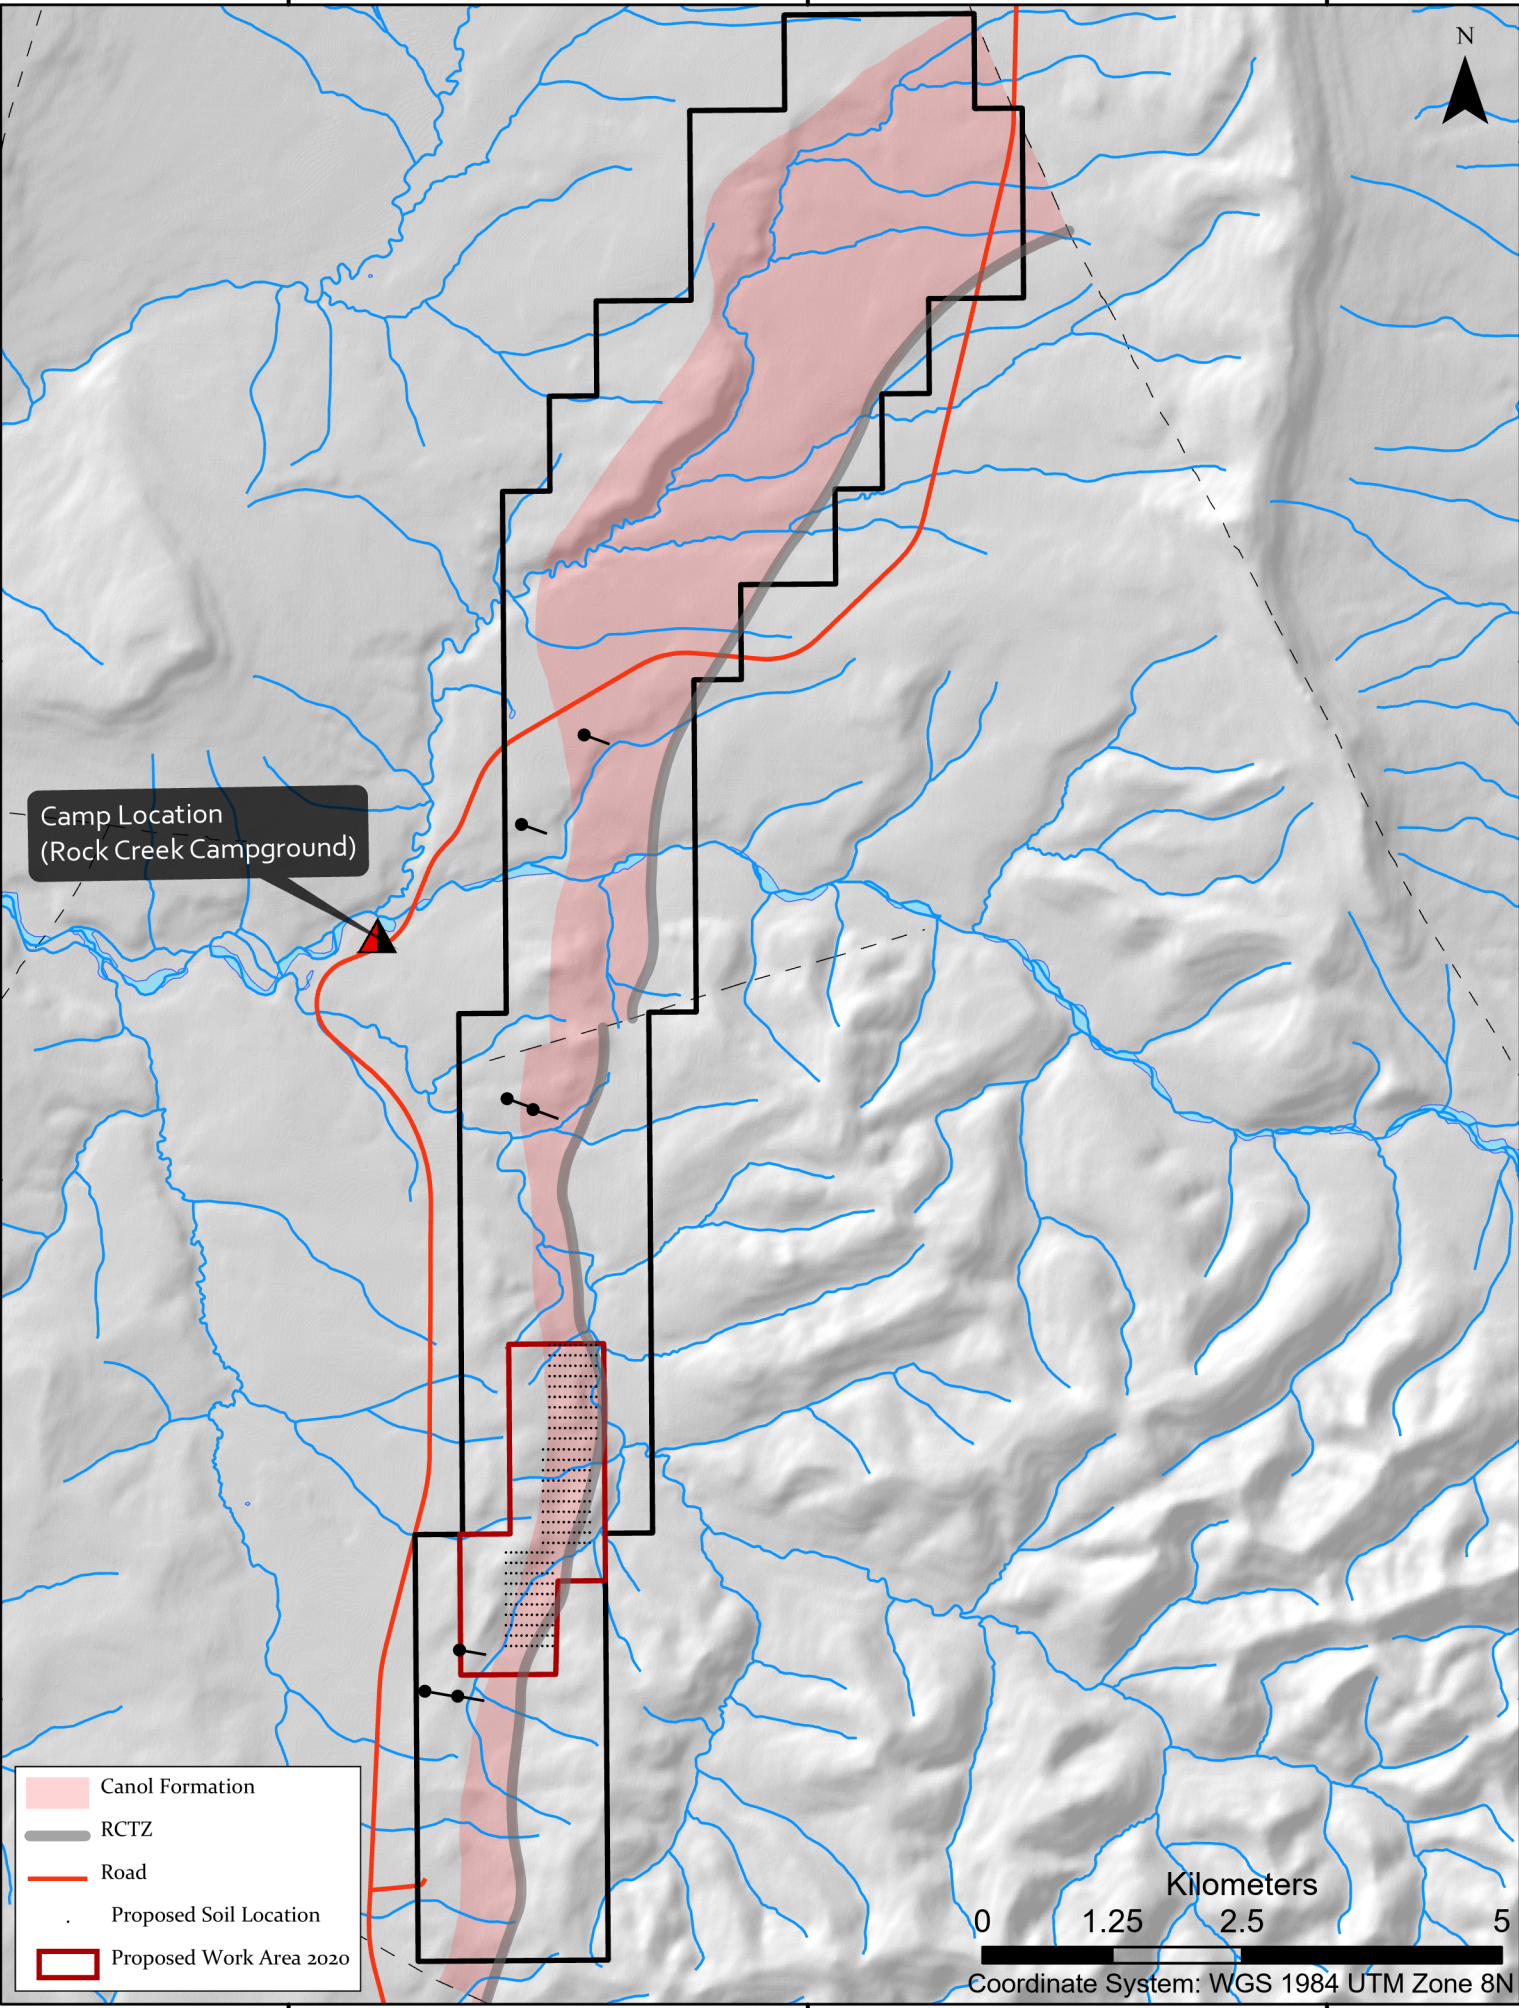 N
Camp Location
(Rock Creek Campground)
Canol Formation
RCTZ
Road
Proposed Soil Location
Proposed Work Area 2020
Kilometers
0 1.25 2.5 5
Coordinate System: WGS 1984 UTM Zone 8N